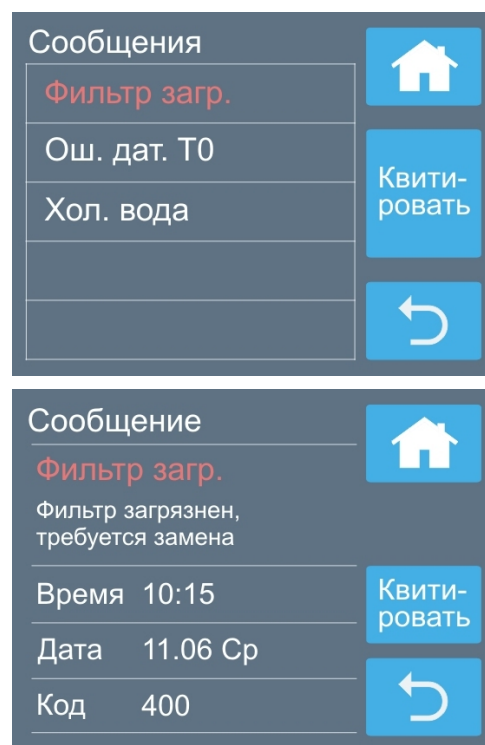 Сообщения
Фильтр загр.
Ош. дат. T0
Хол. вода
Квити-
ровать
Сообщение
Фильтр загр.
Фильтр загрязнен,
требуется замена
Время 10:15
Дата 11.06 Ср
Код 400
Квити-
ровать